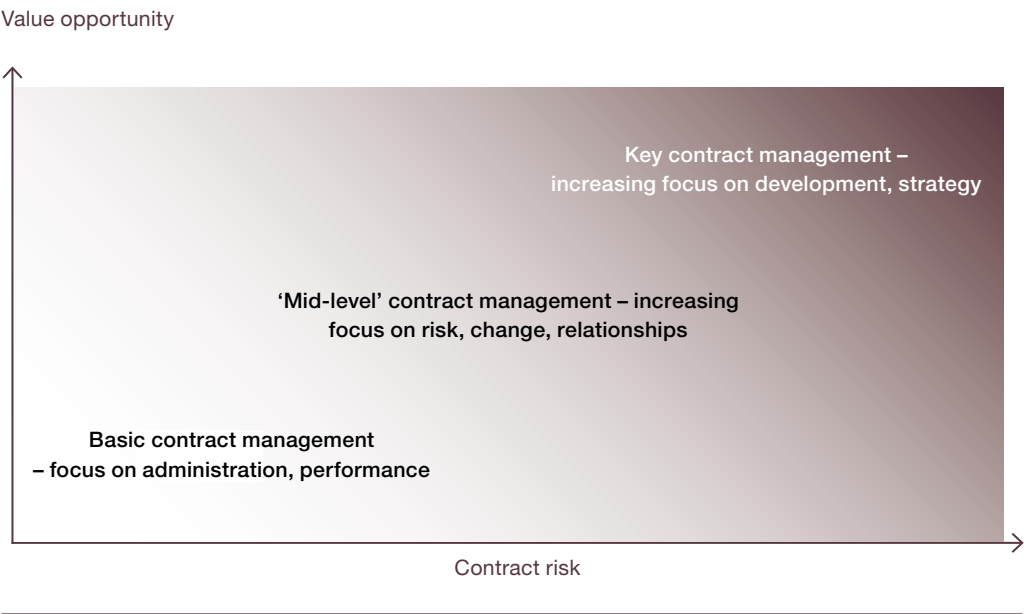 Value opportunity
Key contract management –
increasing focus on development, strategy
‘Mid-level’ contract management – increasing
focus on risk, change, relationships
Basic contract management
– focus on administration, performance
Contract risk